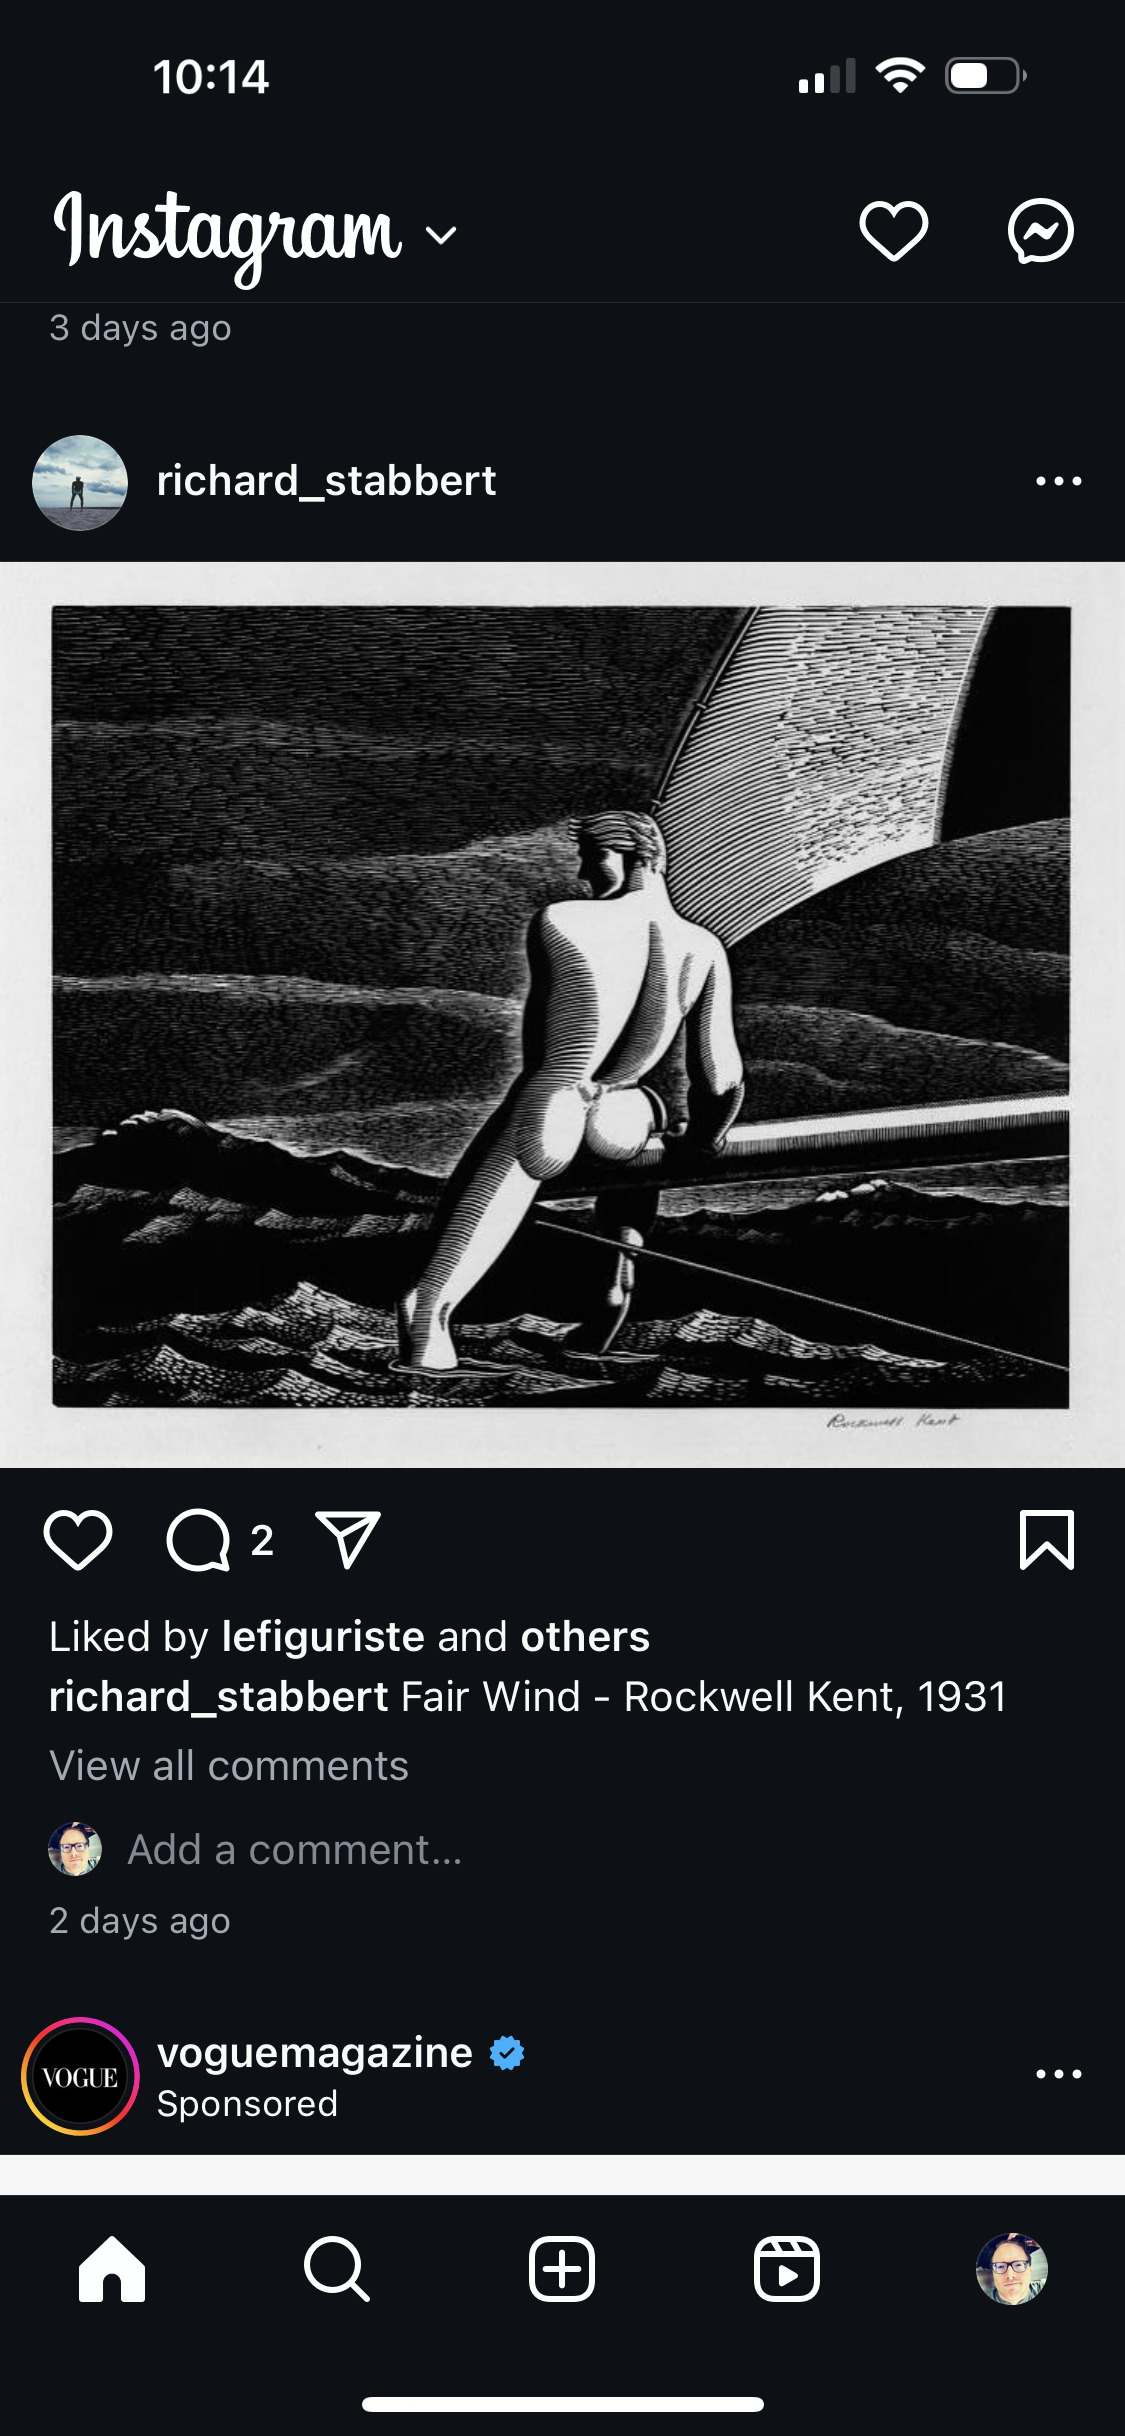 10:14
Instagram
3 days ago
richard_stabbert
Rockwell Kent
2
Liked by lefiguriste and others
richard_stabbert Fair Wind - Rockwell Kent, 1931
View all comments
Add a comment...
2 days ago
VOGUE
voguemagazine
Sponsored